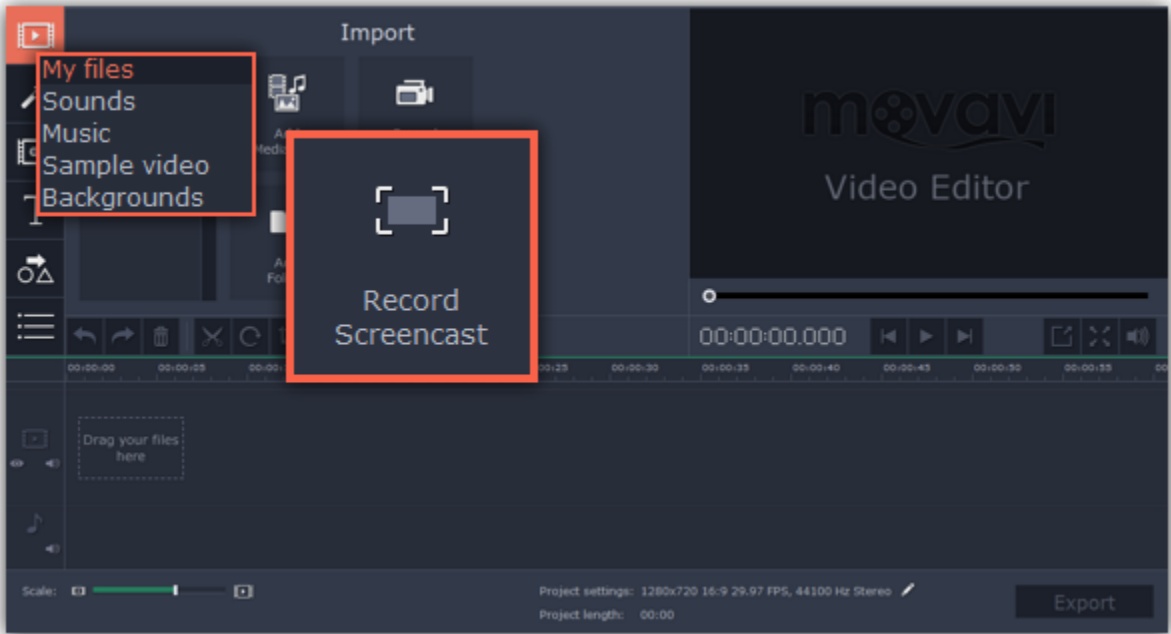 Import
My files
Sounds
Music
Sample video
Backgrounds
Record
Screencast
movavi
Video Editor
00:00:00.000
00:00:00 00:00:05 00:25 00:00:30 00:00:35 00:00:40 00:00:45 00:00:50 00:00:55
Drag your files
here
Scale:
Project settings: 1280x720 16:9 29.97 FPS, 44100 Hz Stereo
Project length: 00:00
Export